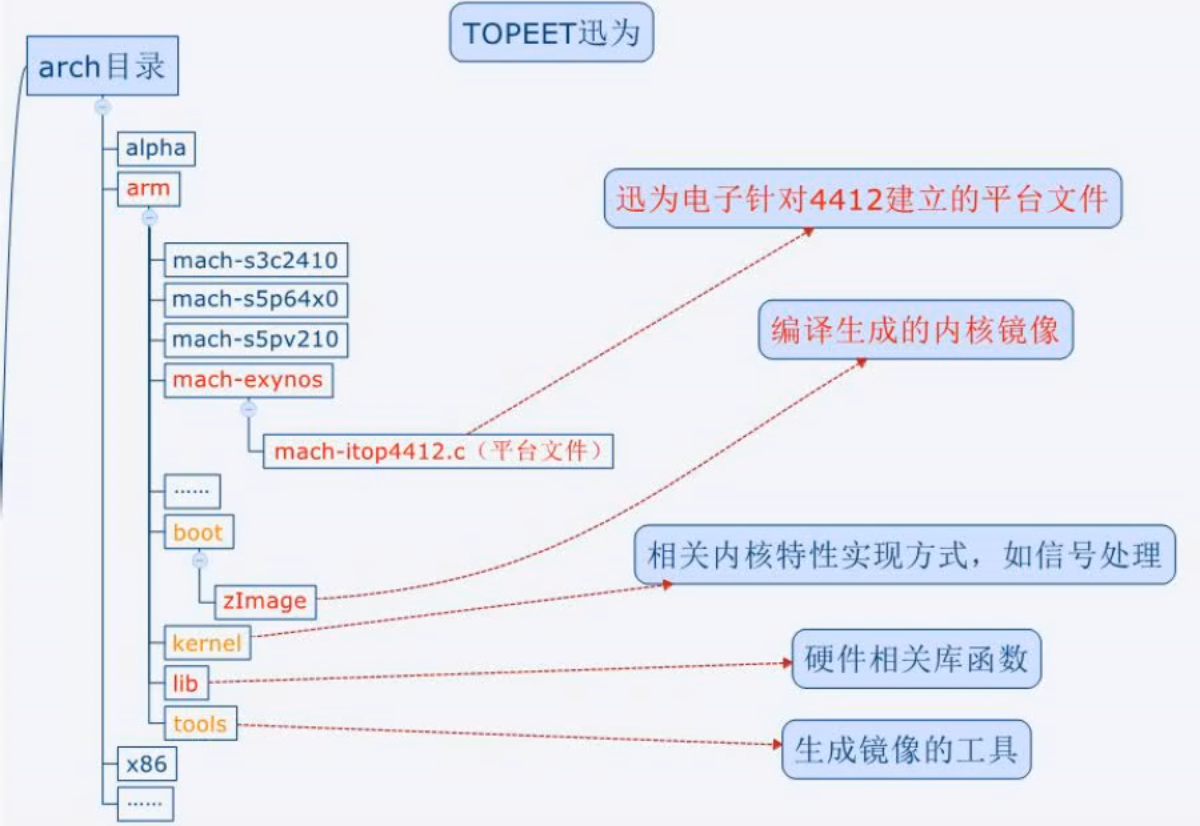 TOPEET迅为
arch目录
alpha
arm
迅为电子针对4412建立的平台文件
mach-s3c2410
mach-s5p64x0
mach-s5pv210
编译生成的内核镜像
mach-exynos
mach-itop4412.c（平台文件）
……
boot
相关内核特性实现方式，如信号处理
zImage
kernel
硬件相关库函数
lib
tools
生成镜像的工具
x86
……